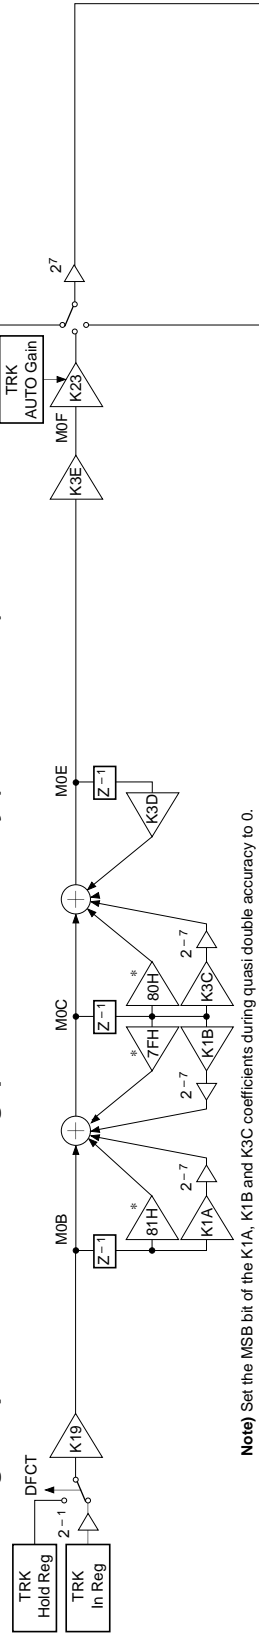 TRK
Hold Reg
TRK
In Reg
DFCT
2 – 1
K19
M0B
Z – 1
81H
*
K1A
2 – 7
M0C
Z – 1
7FH
*
K1B
2 – 7
80H
*
K3C
2 – 7
M0E
Z – 1
K3D
K3E
M0F
K23
TRK
AUTO Gain
27
Note) Set the MSB bit of the K1A, K1B and K3C coefficients during quasi double accuracy to 0.